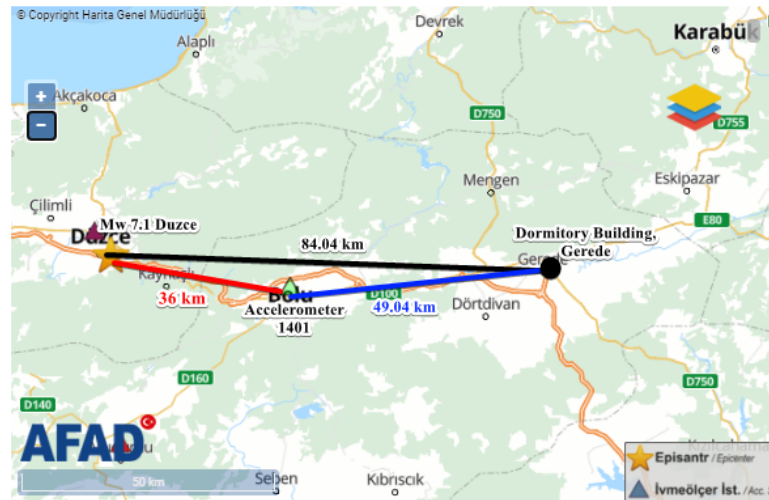 © Copyright Harita Genel Müdürlüğü
Devrek
Karabük
Alaplı
+
Akçakoca
−
D750
D755
Mengen
Eskipazar
Çilimli
Mw 7.1 Duzce
E80
Düzce
84.04 km
Dormitory Building,
Gerede
Gerede
Kaynaşlı
36 km
Bolu
D100
49.04 km
Accelerometer
1401
Dörtdivan
D160
D750
D140
AFAD
50 km
Seben
Kıbrıscık
Kızılcahamam
Episantr / Epicenter
İvmeölçer İst. / Acc.